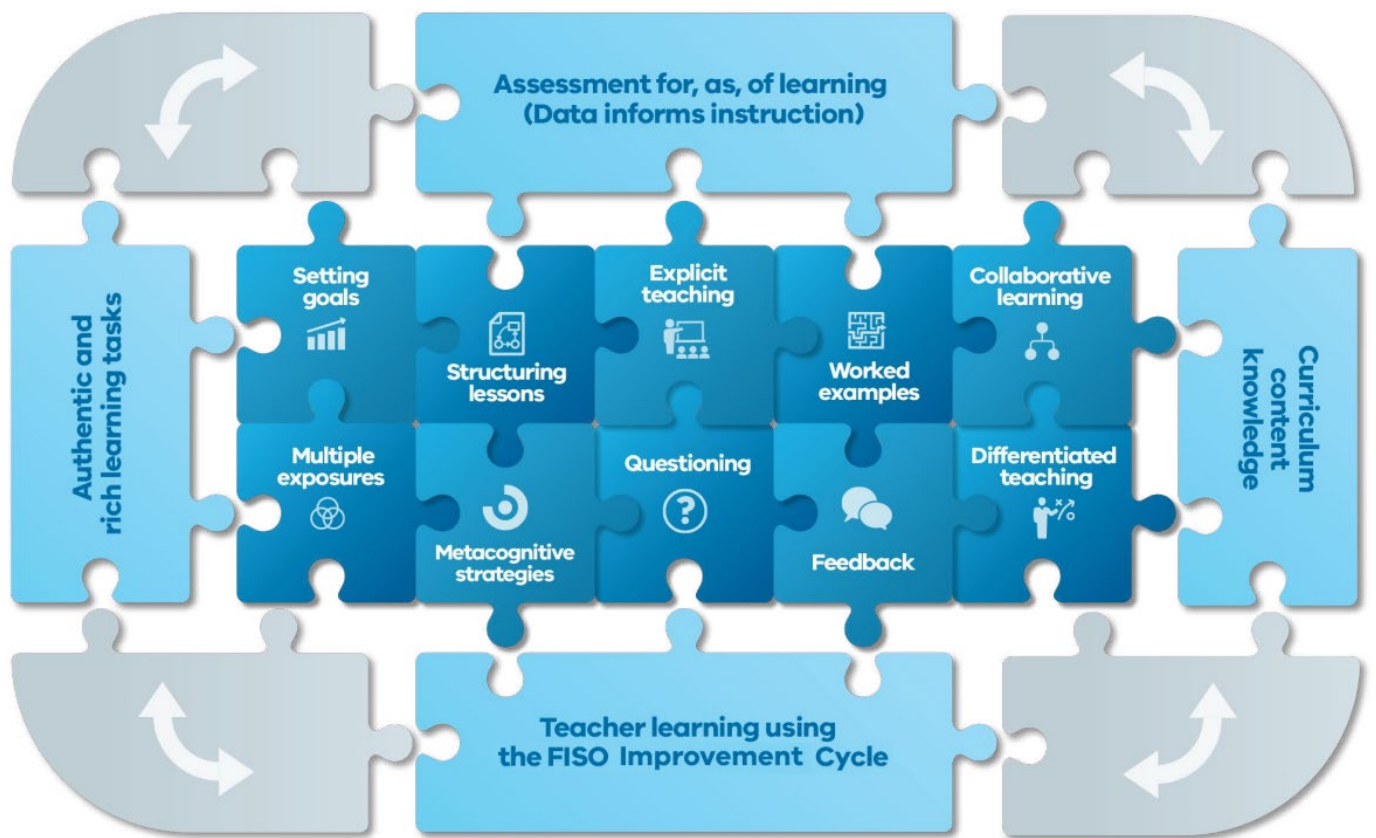 Assessment for, as, of learning
(Data informs instruction)
Authentic and
rich learning tasks
Setting
goals
Structuring
lessons
Explicit
teaching
Worked
examples
Collaborative
learning
Multiple
exposures
Metacognitive
strategies
Questioning
?
Feedback
Differentiated
teaching
Curriculum
content
knowledge
Teacher learning using
the FISO Improvement Cycle